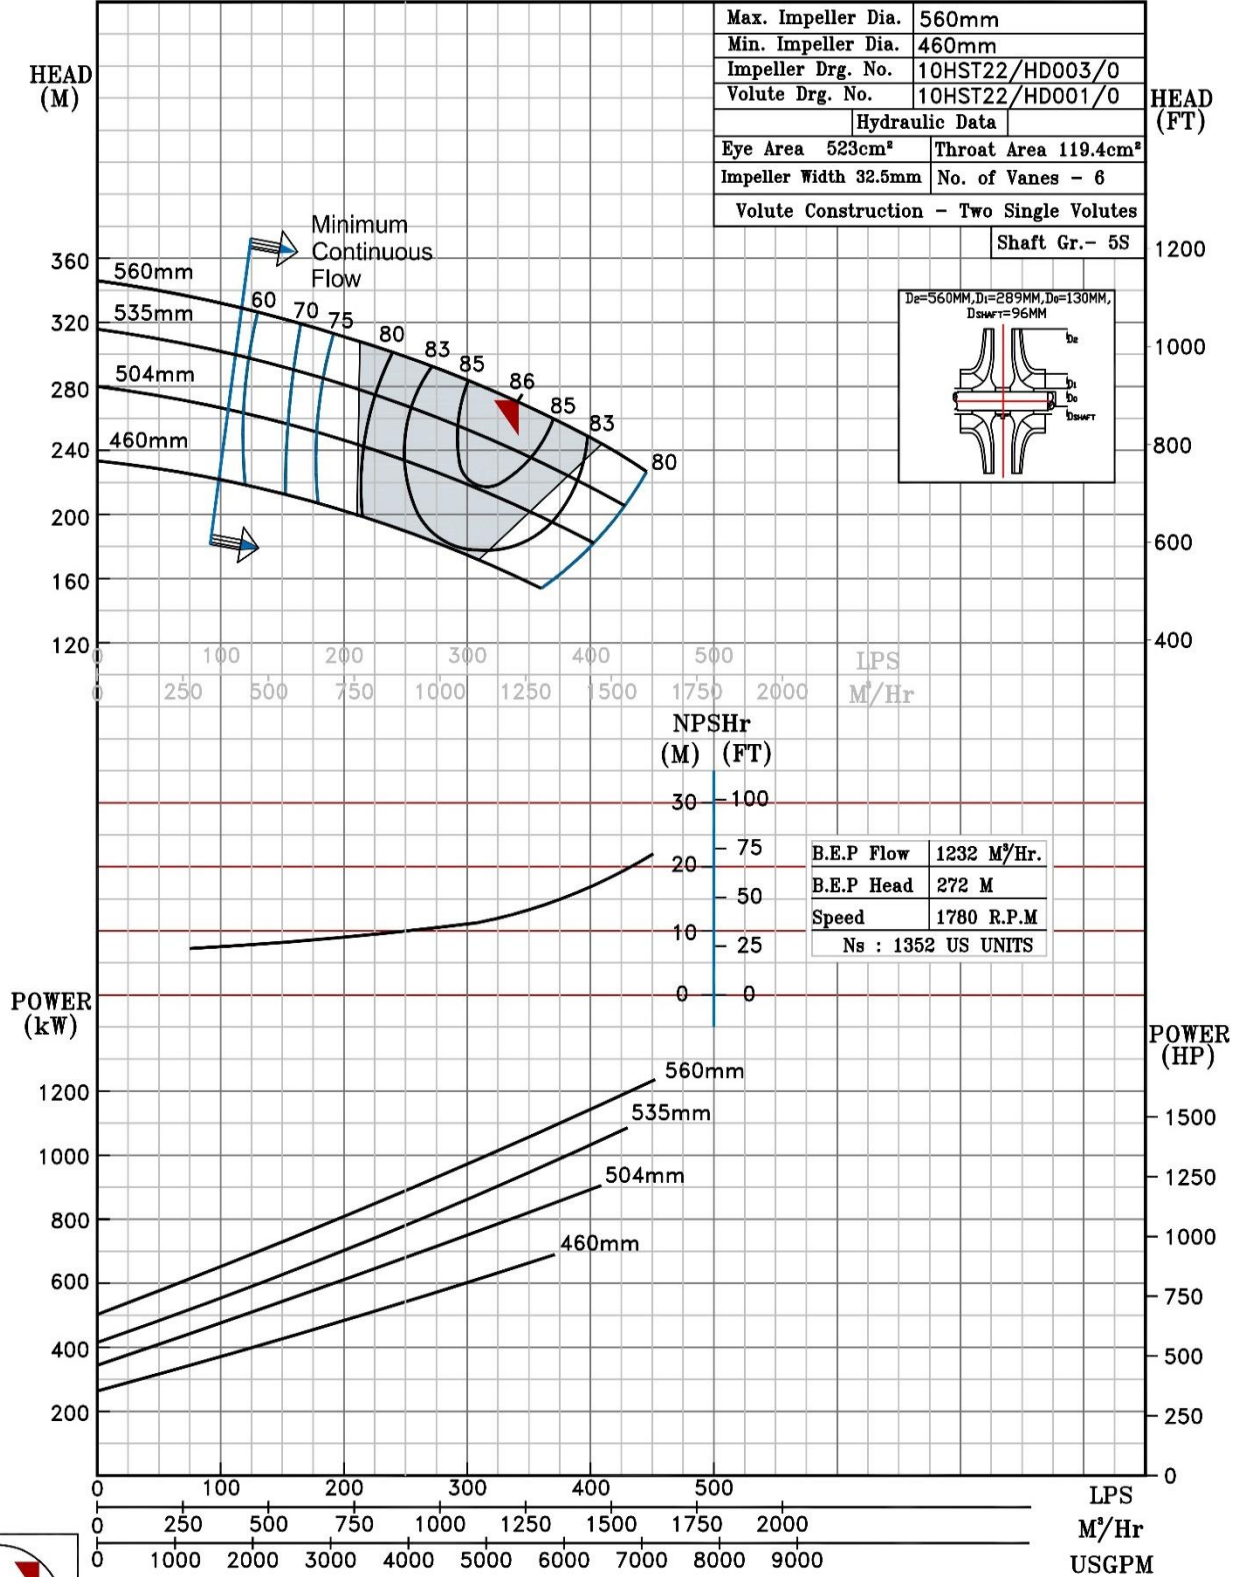 Max. Impeller Dia. 560mm
Min. Impeller Dia. 460mm
Impeller Drg. No. 10HST22/HD003/0
Volute Drg. No. 10HST22/HD001/0
Hydraulic Data
Eye Area 523cm² Throat Area 119.4cm²
Impeller Width 32.5mm No. of Vanes - 6
Volute Construction - Two Single Volutes
Shaft Gr.- 5S
HEAD
(M)
HEAD
(FT)
Minimum
Continuous
Flow
360
320
280
240
200
160
120
1200
1000
800
600
400
560mm
535mm
504mm
460mm
60 70 75 80 83 85 86 85 83 80
D₂=560MM,D₁=289MM,D₀=130MM,
DSHAFT=96MM
D₂
D₁
D₀
DSHAFT
0 100 200 300 400 500 LPS
0 250 500 750 1000 1250 1500 1750 2000 M³/Hr
NPSHr
(M) (FT)
30 100
75
20
50
10
25
0 0
B.E.P Flow 1232 M³/Hr.
B.E.P Head 272 M
Speed 1780 R.P.M
Ns : 1352 US UNITS
POWER
(kW)
POWER
(HP)
1200
1000
800
600
400
200
1500
1250
1000
750
500
250
0
560mm
535mm
504mm
460mm
0 100 200 300 400 500 LPS
0 250 500 750 1000 1250 1500 1750 2000 M³/Hr
0 1000 2000 3000 4000 5000 6000 7000 8000 9000 USGPM